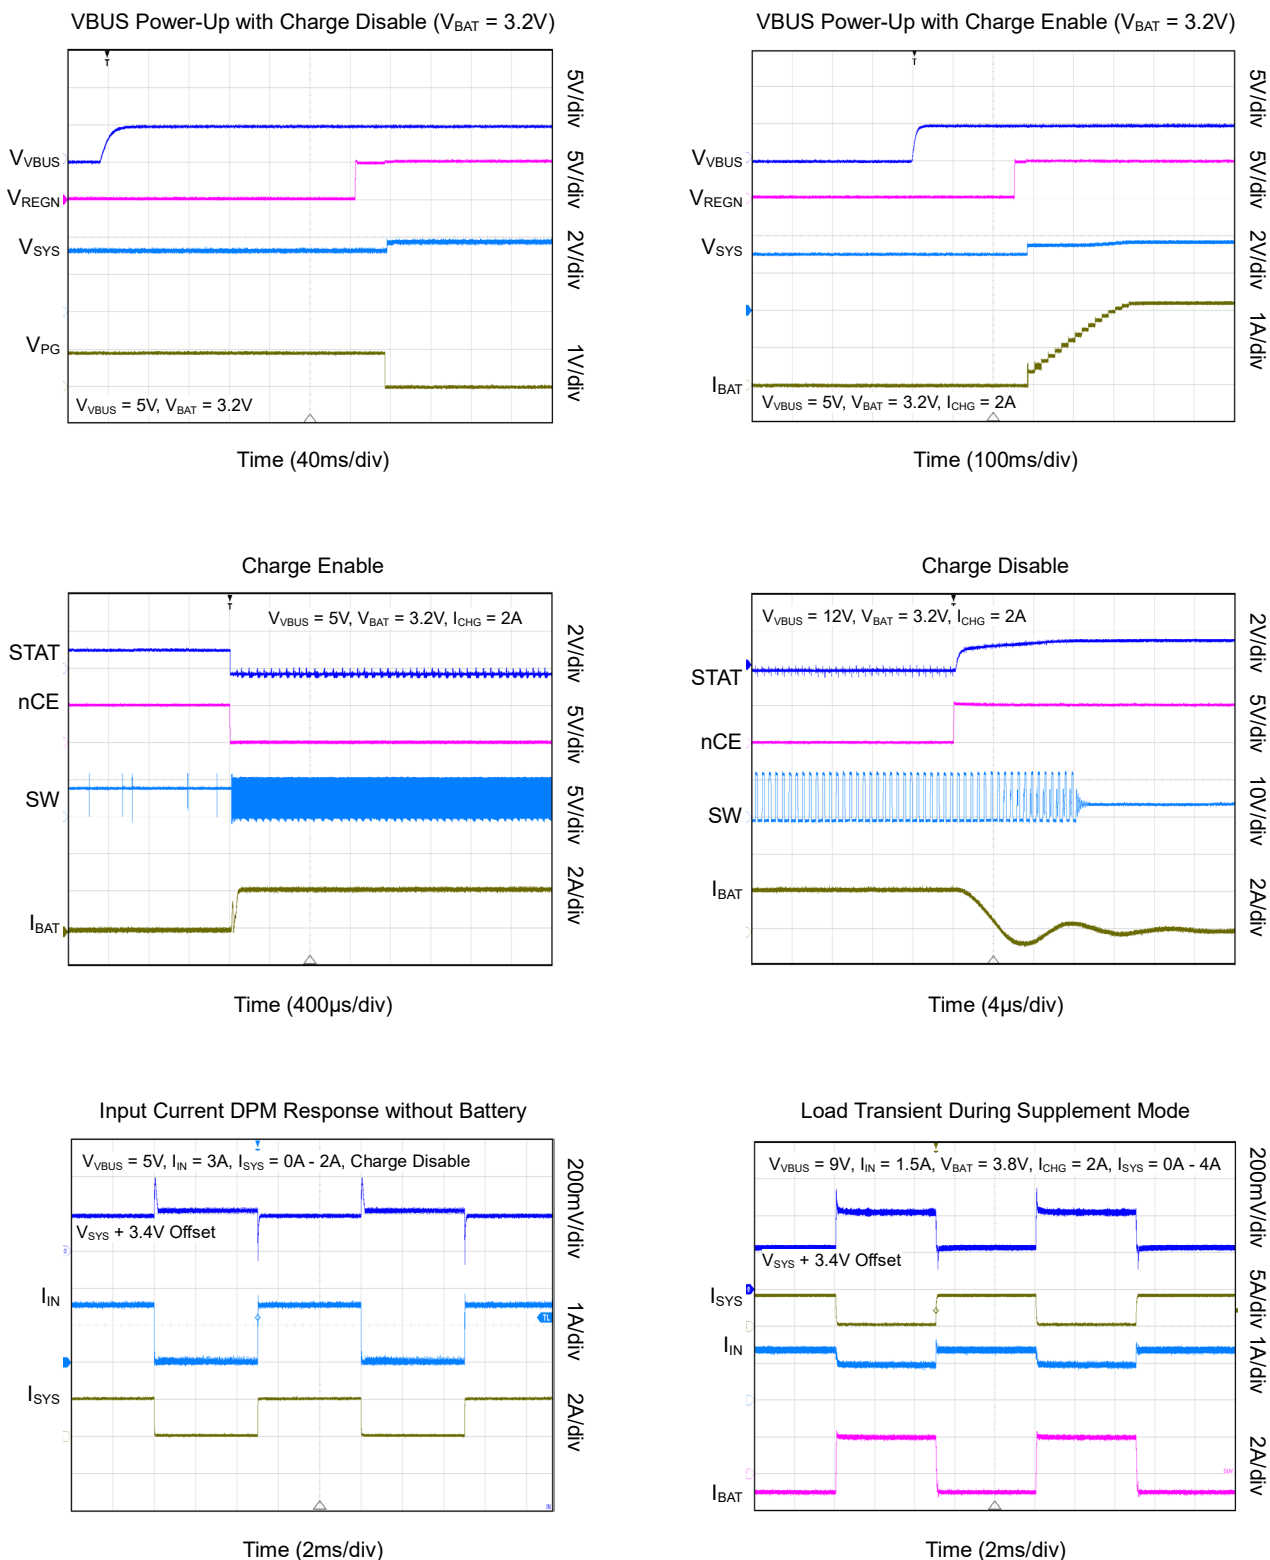 VBUS Power-Up with Charge Disable (VBAT = 3.2V)
T
VVBUS
VREGN
VSYS
VPG
5V/div
5V/div
2V/div
1V/div
VVBUS = 5V, VBAT = 3.2V
Time (40ms/div)
VBUS Power-Up with Charge Enable (VBAT = 3.2V)
T
VVBUS
VREGN
VSYS
IBAT
5V/div
5V/div
2V/div
1A/div
VVBUS = 5V, VBAT = 3.2V, ICHG = 2A
Time (100ms/div)
Charge Enable
T
VVBUS = 5V, VBAT = 3.2V, ICHG = 2A
STAT
nCE
SW
IBAT
2V/div
5V/div
5V/div
2A/div
Time (400µs/div)
Charge Disable
VVBUS = 12V, VBAT = 3.2V, ICHG = 2A
STAT
nCE
SW
IBAT
2V/div
5V/div
10V/div
2A/div
Time (4µs/div)
Input Current DPM Response without Battery
VVBUS = 5V, IIN = 3A, ISYS = 0A - 2A, Charge Disable
VSYS + 3.4V Offset
IIN
ISYS
200mV/div
1A/div
2A/div
Time (2ms/div)
Load Transient During Supplement Mode
VVBUS = 9V, IIN = 1.5A, VBAT = 3.8V, ICHG = 2A, ISYS = 0A - 4A
VSYS + 3.4V Offset
ISYS
IIN
IBAT
200mV/div
5A/div
1A/div
2A/div
Time (2ms/div)